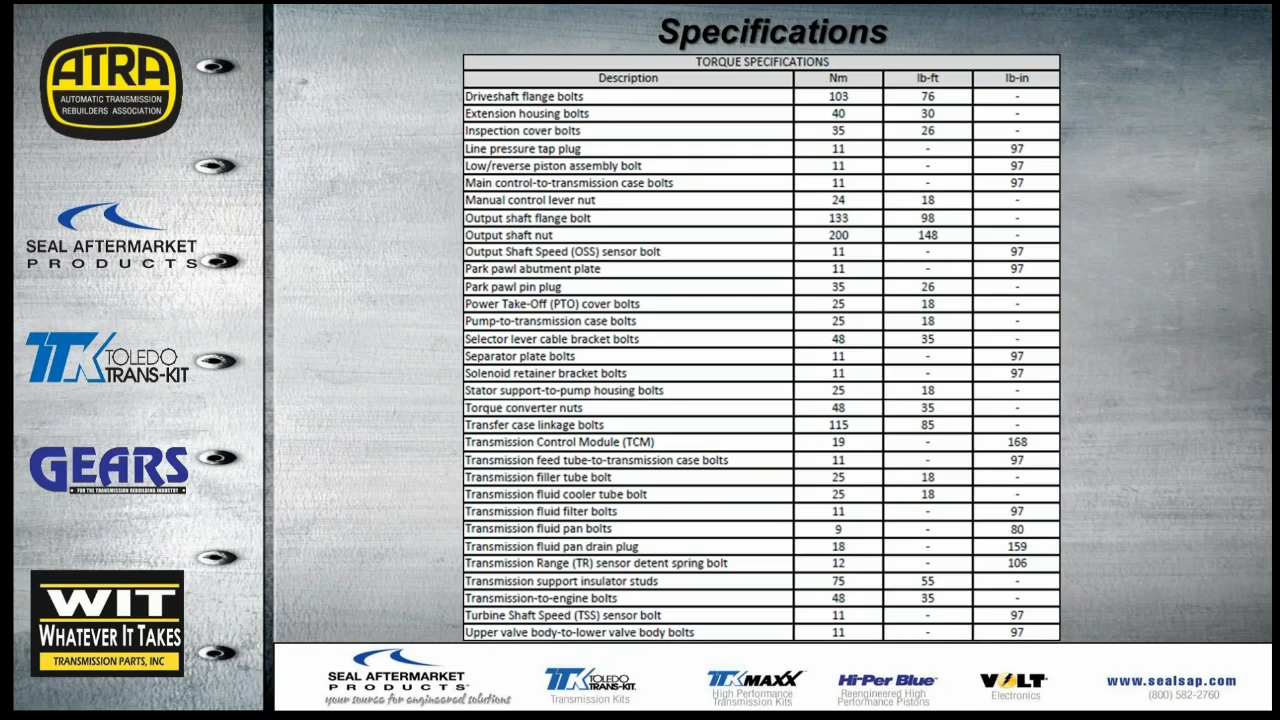 Specifications
TORQUE SPECIFICATIONS
Description Nm lb-ft lb-in
Driveshaft flange bolts 103 76 -
Extension housing bolts 40 30 -
Inspection cover bolts 35 26 -
Line pressure tap plug 11 - 97
Low/reverse piston assembly bolt 11 - 97
Main control-to-transmission case bolts 11 - 97
Manual control lever nut 24 18 -
Output shaft flange bolt 133 98 -
Output shaft nut 200 148 -
Output Shaft Speed (OSS) sensor bolt 11 - 97
Park pawl abutment plate 11 - 97
Park pawl pin plug 35 26 -
Power Take-Off (PTO) cover bolts 25 18 -
Pump-to-transmission case bolts 25 18 -
Selector lever cable bracket bolts 48 35 -
Separator plate bolts 11 - 97
Solenoid retainer bracket bolts 11 - 97
Stator support-to-pump housing bolts 25 18 -
Torque converter nuts 48 35 -
Transfer case linkage bolts 115 85 -
Transmission Control Module (TCM) 19 - 168
Transmission feed tube-to-transmission case bolts 11 - 97
Transmission filler tube bolt 25 18 -
Transmission fluid cooler tube bolt 25 18 -
Transmission fluid filter bolts 11 - 97
Transmission fluid pan bolts 9 - 80
Transmission fluid pan drain plug 18 - 159
Transmission Range (TR) sensor detent spring bolt 12 - 106
Transmission support insulator studs 75 55 -
Transmission-to-engine bolts 48 35 -
Turbine Shaft Speed (TSS) sensor bolt 11 - 97
Upper valve body-to-lower valve body bolts 11 - 97
ATRA
AUTOMATIC TRANSMISSION
REBUILDERS ASSOCIATION
SEAL AFTERMARKET
PRODUCTS
TTK TOLEDO
TRANS-KIT
GEARS
FOR THE TRANSMISSION REBUILDING INDUSTRY
WIT
WHATEVER IT TAKES
TRANSMISSION PARTS, INC
SEAL AFTERMARKET
PRODUCTS
your source for engineered solutions
TTK TOLEDO
TRANS-KIT
Transmission Kits
TTK MAXX
High Performance
Transmission Kits
Hi-Per Blue
Reengineered High
Performance Pistons
VOLT
Electronics
www.sealsap.com
(800) 582-2760